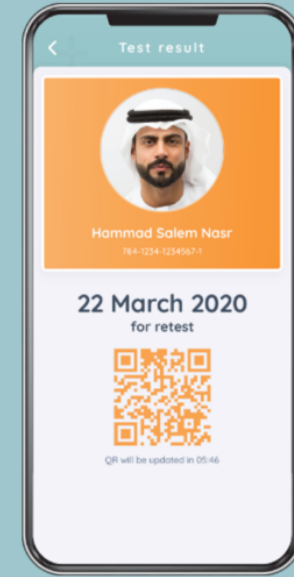 Test result
Hammad Salem Nasr
784-1234-1234567-1
22 March 2020
for retest
QR will be updated in 05:46